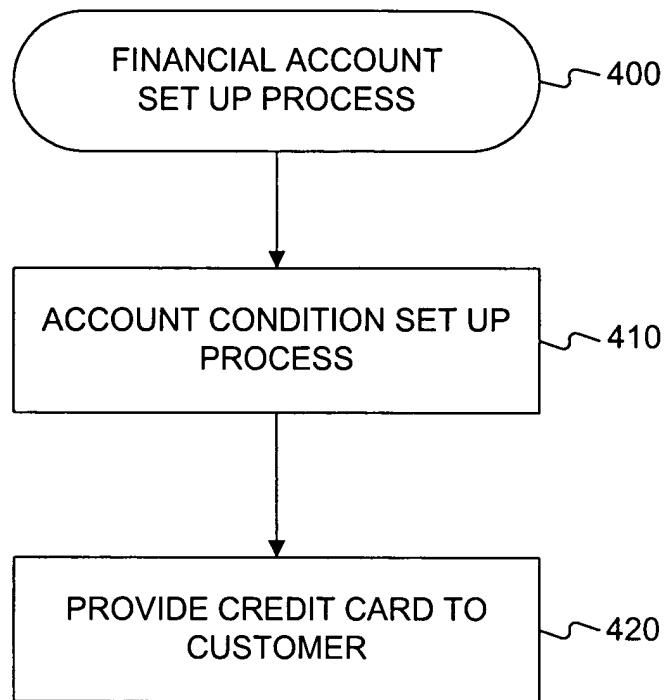 FINANCIAL ACCOUNT
SET UP PROCESS
400
ACCOUNT CONDITION SET UP
PROCESS
410
PROVIDE CREDIT CARD TO
CUSTOMER
420